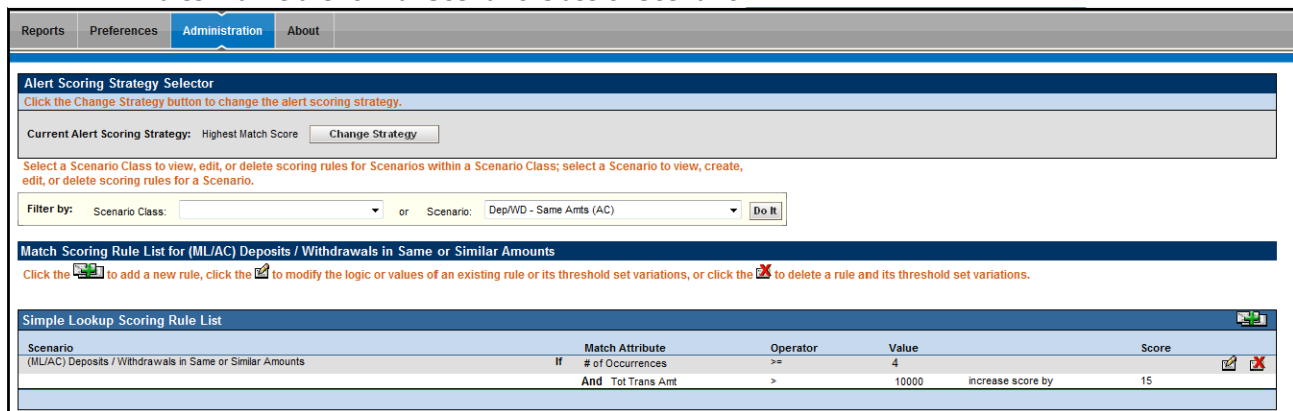 Reports Preferences Administration About
Alert Scoring Strategy Selector
Click the Change Strategy button to change the alert scoring strategy.
Current Alert Scoring Strategy: Highest Match Score Change Strategy
Select a Scenario Class to view, edit, or delete scoring rules for Scenarios within a Scenario Class; select a Scenario to view, create,
edit, or delete scoring rules for a Scenario.
Filter by: Scenario Class: or Scenario: Dep/WD - Same Amts (AC) Do It
Match Scoring Rule List for (ML/AC) Deposits / Withdrawals in Same or Similar Amounts
Click the to add a new rule, click the to modify the logic or values of an existing rule or its threshold set variations, or click the to delete a rule and its threshold set variations.
Simple Lookup Scoring Rule List
Scenario Match Attribute Operator Value Score
(ML/AC) Deposits / Withdrawals in Same or Similar Amounts If # of Occurrences >= 4
And Tot Trans Amt > 10000 increase score by 15